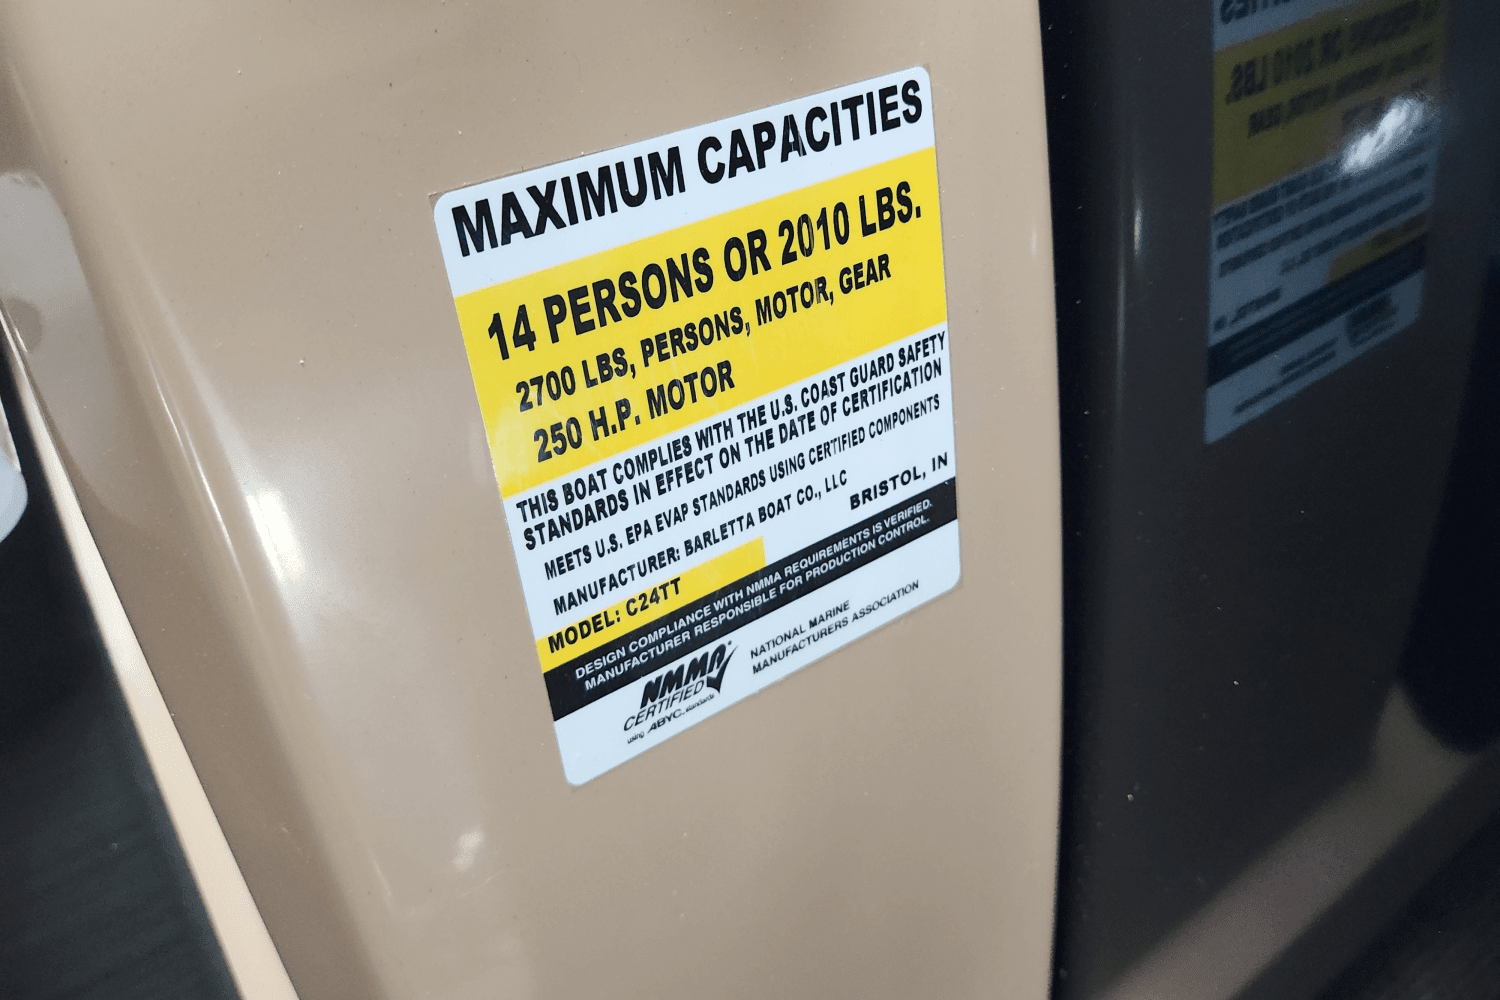 MAXIMUM CAPACITIES
14 PERSONS OR 2010 LBS.
2700 LBS, PERSONS, MOTOR, GEAR
250 H.P. MOTOR
THIS BOAT COMPLIES WITH THE U.S. COAST GUARD SAFETY
STANDARDS IN EFFECT ON THE DATE OF CERTIFICATION
MEETS U.S. EPA EVAP STANDARDS USING CERTIFIED COMPONENTS
MANUFACTURER: BARLETTA BOAT CO., LLC
BRISTOL, IN
MODEL: C24TT
DESIGN COMPLIANCE WITH NMMA REQUIREMENTS IS VERIFIED.
MANUFACTURER RESPONSIBLE FOR PRODUCTION CONTROL.
NMMA®
CERTIFIED
using ABYC standards
NATIONAL MARINE
MANUFACTURERS ASSOCIATION